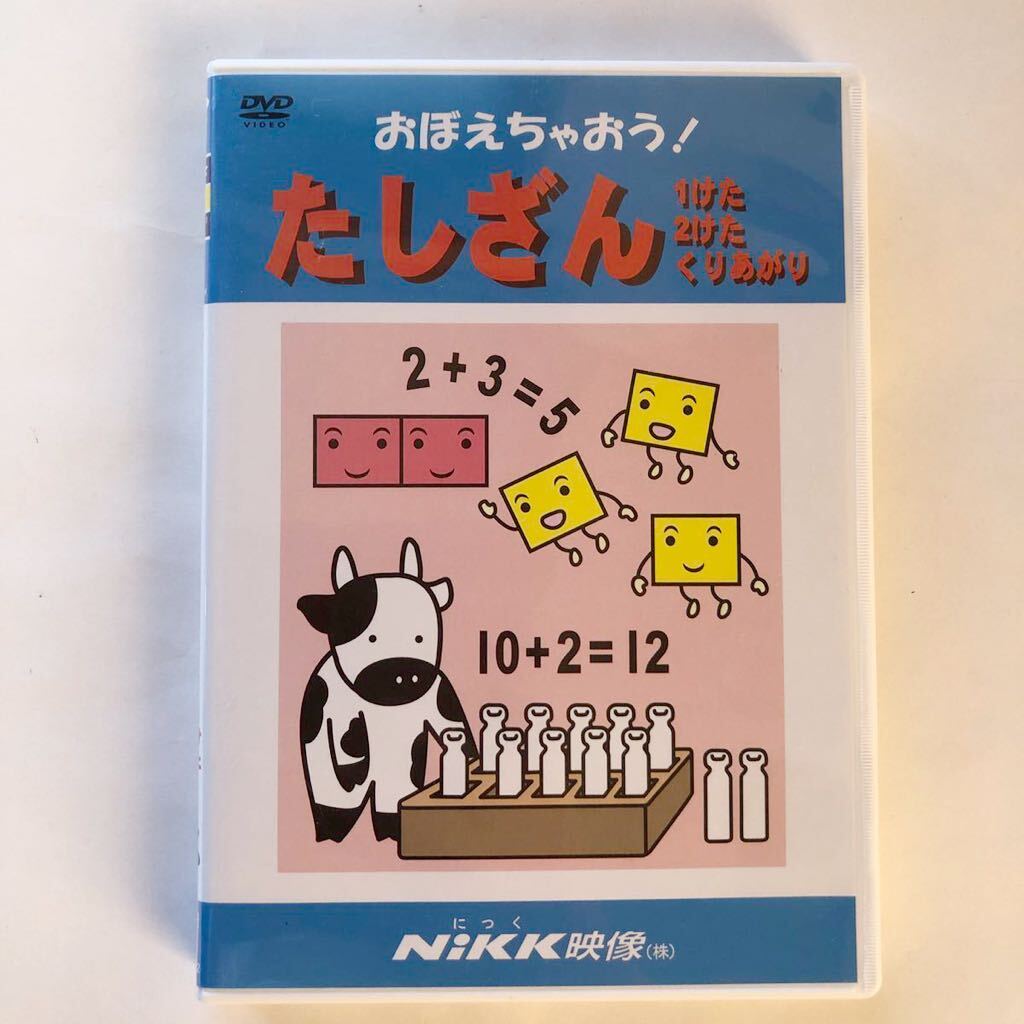 DVD
VIDEO
おぼえちゃおう!
たしざん
1けた
2けた
くりあがり
2+3=5
10+2=12
にっく
NiKK映像(株)